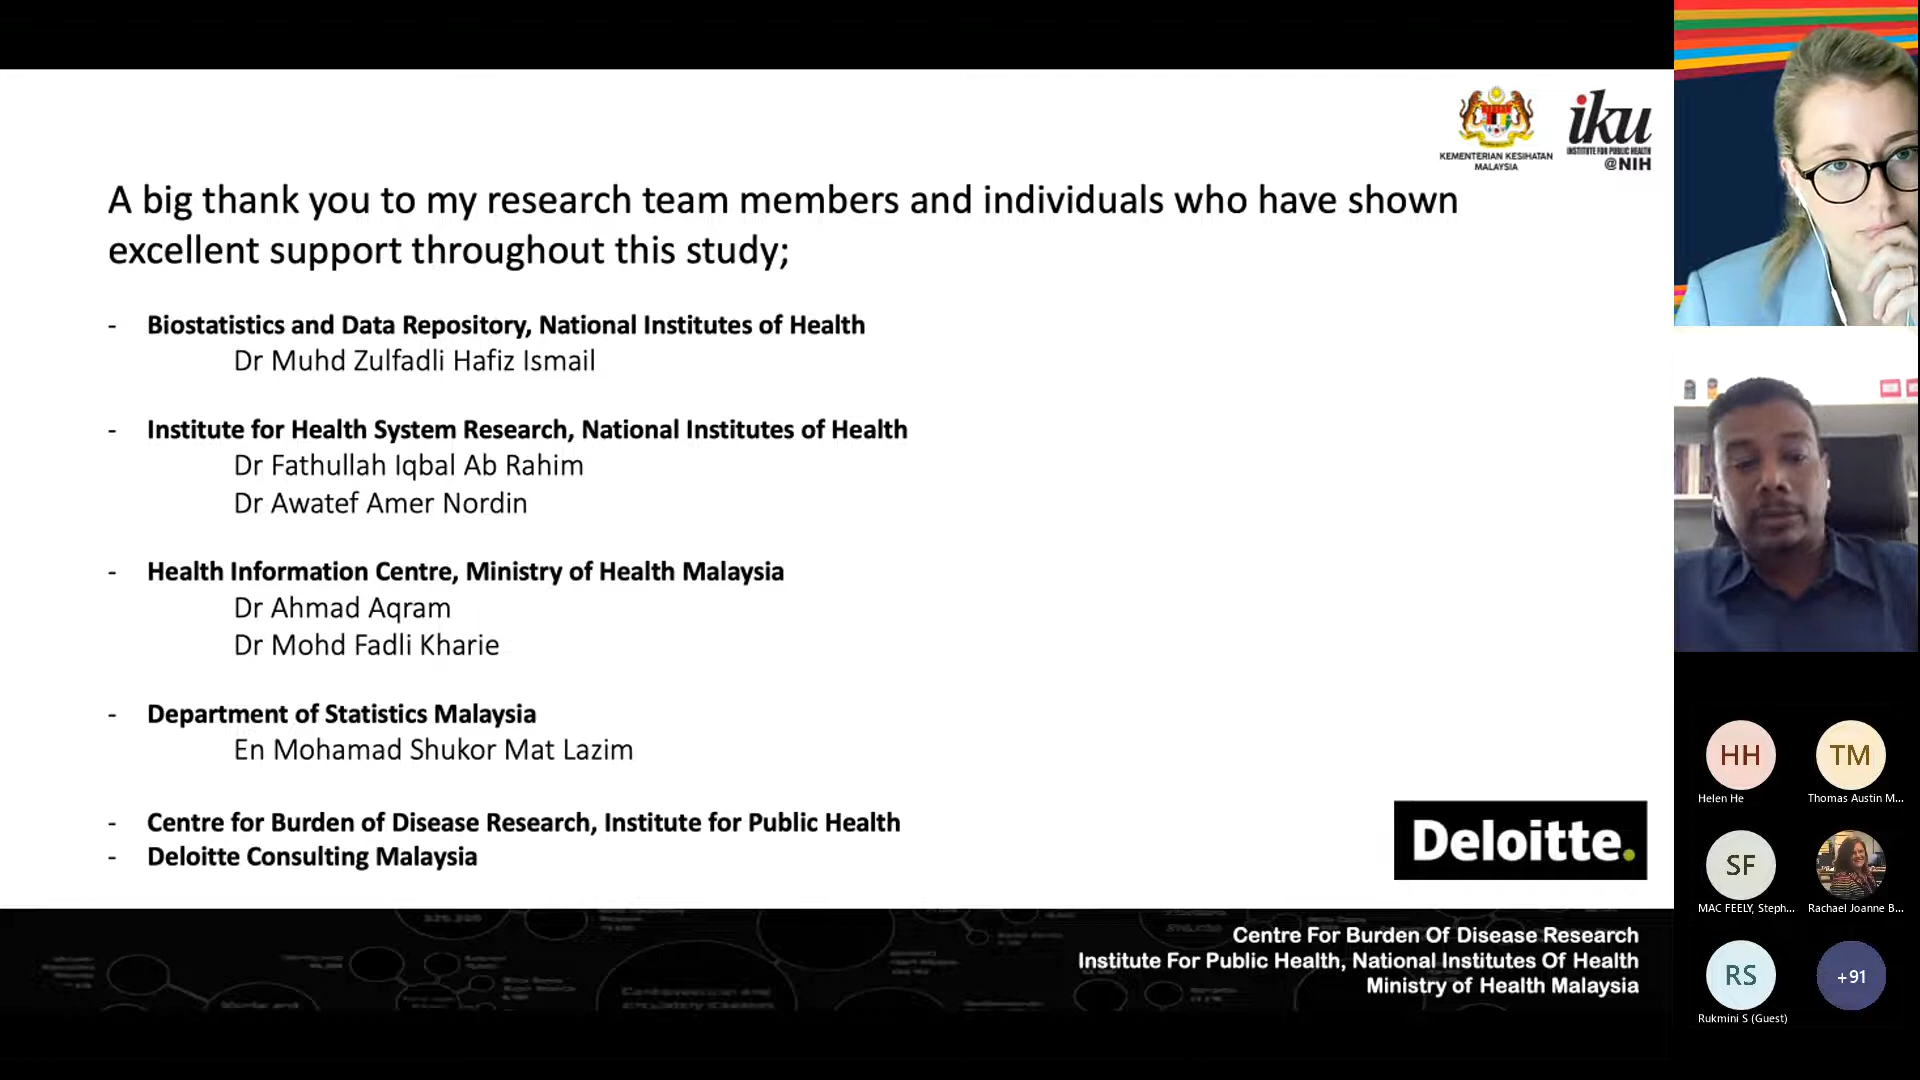 KEMENTERIAN KESIHATAN
MALAYSIA
iku
INSTITUTE FOR PUBLIC HEALTH
@NIH
A big thank you to my research team members and individuals who have shown
excellent support throughout this study;
- Biostatistics and Data Repository, National Institutes of Health
Dr Muhd Zulfadli Hafiz Ismail
- Institute for Health System Research, National Institutes of Health
Dr Fathullah Iqbal Ab Rahim
Dr Awatef Amer Nordin
- Health Information Centre, Ministry of Health Malaysia
Dr Ahmad Aqram
Dr Mohd Fadli Kharie
- Department of Statistics Malaysia
En Mohamad Shukor Mat Lazim
- Centre for Burden of Disease Research, Institute for Public Health
- Deloitte Consulting Malaysia
Deloitte.
Centre For Burden Of Disease Research
Institute For Public Health, National Institutes Of Health
Ministry of Health Malaysia
HH
Helen He
TM
Thomas Austin M...
SF
MAC FEELY, Steph...
Rachael Joanne B...
RS
Rukmini S (Guest)
+91